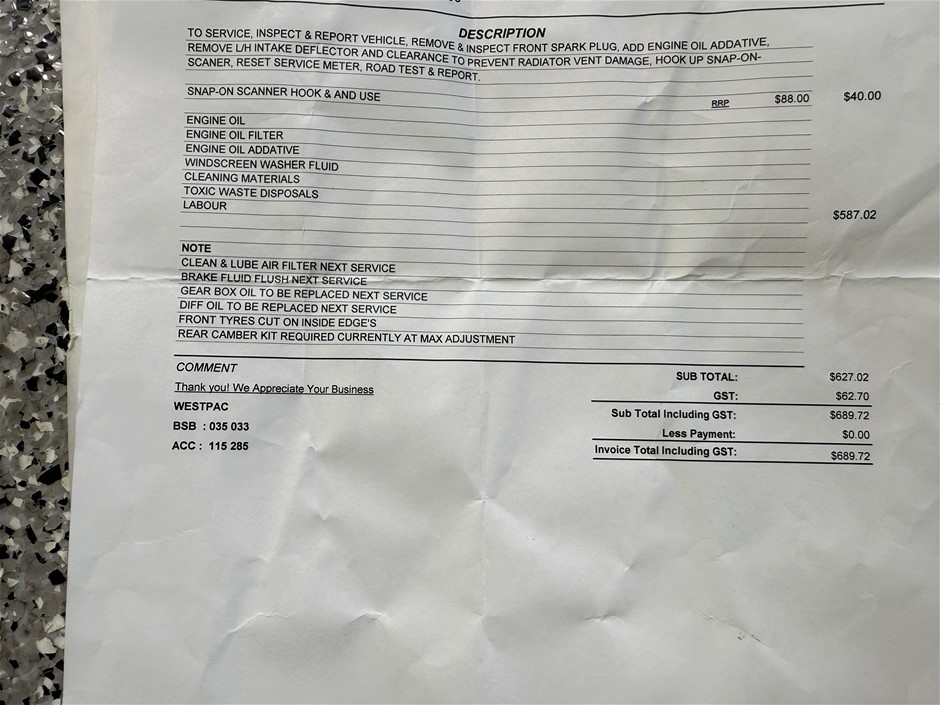 DESCRIPTION
TO SERVICE, INSPECT & REPORT VEHICLE, REMOVE & INSPECT FRONT SPARK PLUG, ADD ENGINE OIL ADDATIVE,
REMOVE L/H INTAKE DEFLECTOR AND CLEARANCE TO PREVENT RADIATOR VENT DAMAGE, HOOK UP SNAP-ON-
SCANER, RESET SERVICE METER, ROAD TEST & REPORT.
SNAP-ON SCANNER HOOK & AND USE RRP $88.00 $40.00
ENGINE OIL
ENGINE OIL FILTER
ENGINE OIL ADDATIVE
WINDSCREEN WASHER FLUID
CLEANING MATERIALS
TOXIC WASTE DISPOSALS
LABOUR $587.02
NOTE
CLEAN & LUBE AIR FILTER NEXT SERVICE
BRAKE FLUID FLUSH NEXT SERVICE
GEAR BOX OIL TO BE REPLACED NEXT SERVICE
DIFF OIL TO BE REPLACED NEXT SERVICE
FRONT TYRES CUT ON INSIDE EDGE'S
REAR CAMBER KIT REQUIRED CURRENTLY AT MAX ADJUSTMENT
COMMENT
Thank you! We Appreciate Your Business
WESTPAC
BSB : 035 033
ACC : 115 285
SUB TOTAL: $627.02
GST: $62.70
Sub Total Including GST: $689.72
Less Payment: $0.00
Invoice Total Including GST: $689.72